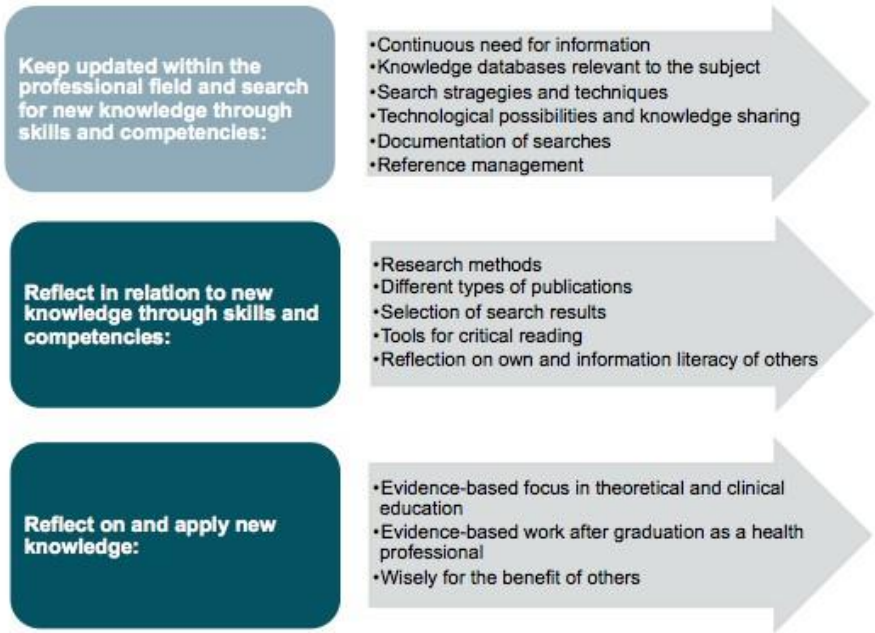 Keep updated within the
professional field and search
for new knowledge through
skills and competencies:
•Continuous need for information
•Knowledge databases relevant to the subject
•Search stragegies and techniques
•Technological possibilities and knowledge sharing
•Documentation of searches
•Reference management
Reflect in relation to new
knowledge through skills and
competencies:
•Research methods
•Different types of publications
•Selection of search results
•Tools for critical reading
•Reflection on own and information literacy of others
Reflect on and apply new
knowledge:
•Evidence-based focus in theoretical and clinical
education
•Evidence-based work after graduation as a health
professional
•Wisely for the benefit of others